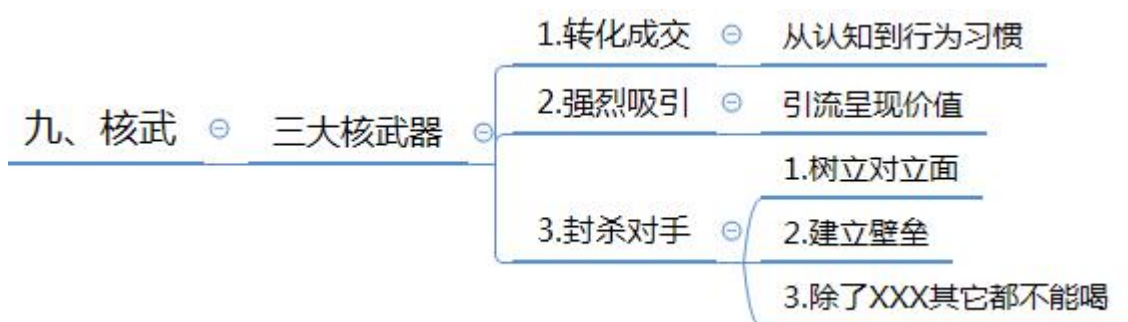 九、核武
三大核武器
1.转化成交
从认知到行为习惯
2.强烈吸引
引流呈现价值
3.封杀对手
1.树立对立面
2.建立壁垒
3.除了XXX其它都不能喝